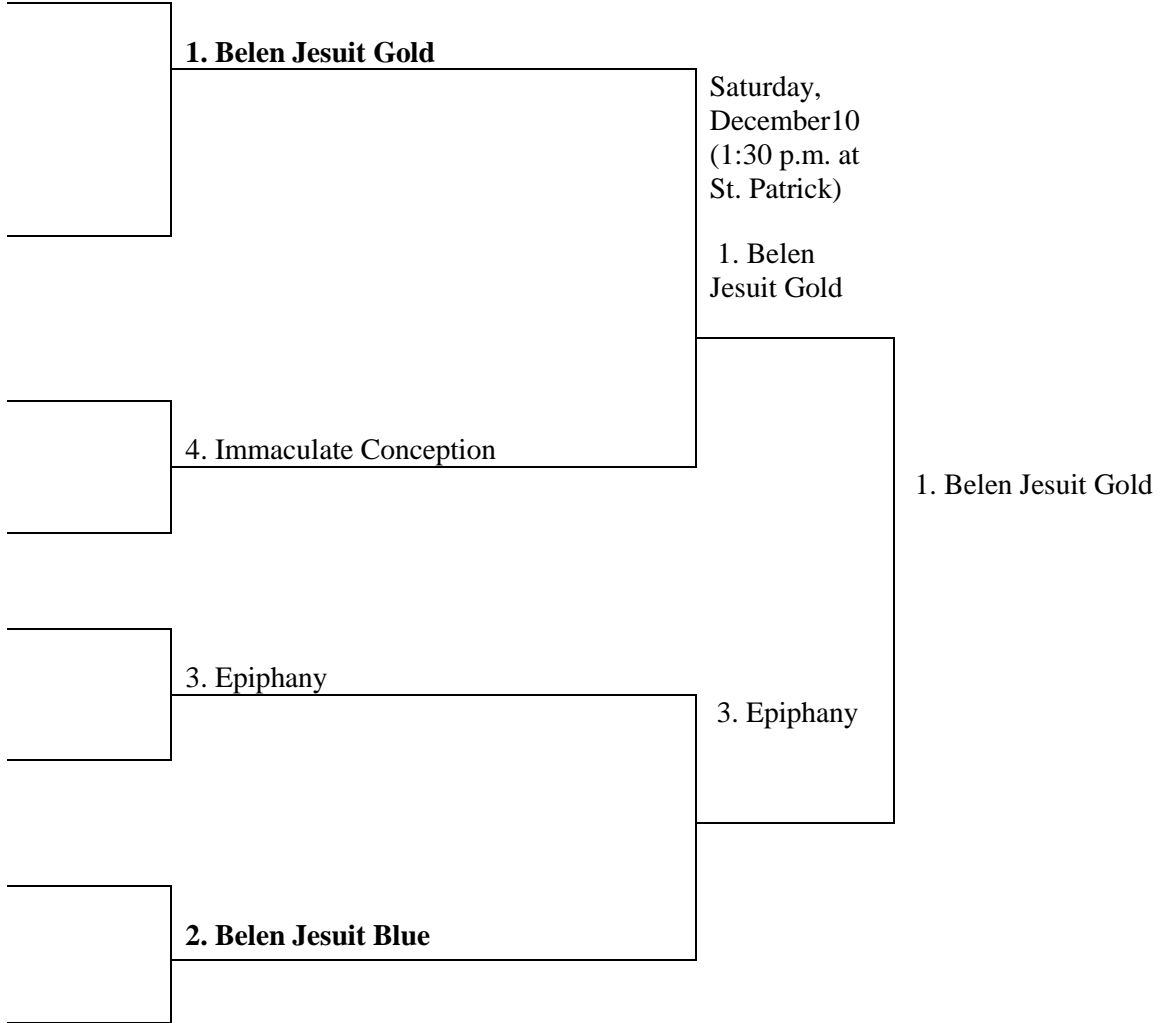 1. Belen Jesuit Gold
Saturday,
December10
(1:30 p.m. at
St. Patrick)
1. Belen
Jesuit Gold
4. Immaculate Conception
1. Belen Jesuit Gold
3. Epiphany
3. Epiphany
2. Belen Jesuit Blue